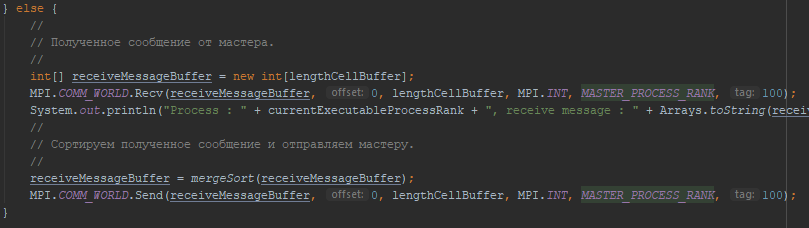 } else {
//
// Полученное сообщение от мастера.
//
int[] receiveMessageBuffer = new int[lengthCellBuffer];
MPI.COMM_WORLD.Recv(receiveMessageBuffer, offset: 0, lengthCellBuffer, MPI.INT, MASTER_PROCESS_RANK, tag: 100);
System.out.println("Process : " + currentExecutableProcessRank + ", receive message : " + Arrays.toString(receiv
//
// Сортируем полученное сообщение и отправляем мастеру.
//
receiveMessageBuffer = mergeSort(receiveMessageBuffer);
MPI.COMM_WORLD.Send(receiveMessageBuffer, offset: 0, lengthCellBuffer, MPI.INT, MASTER_PROCESS_RANK, tag: 100);
}